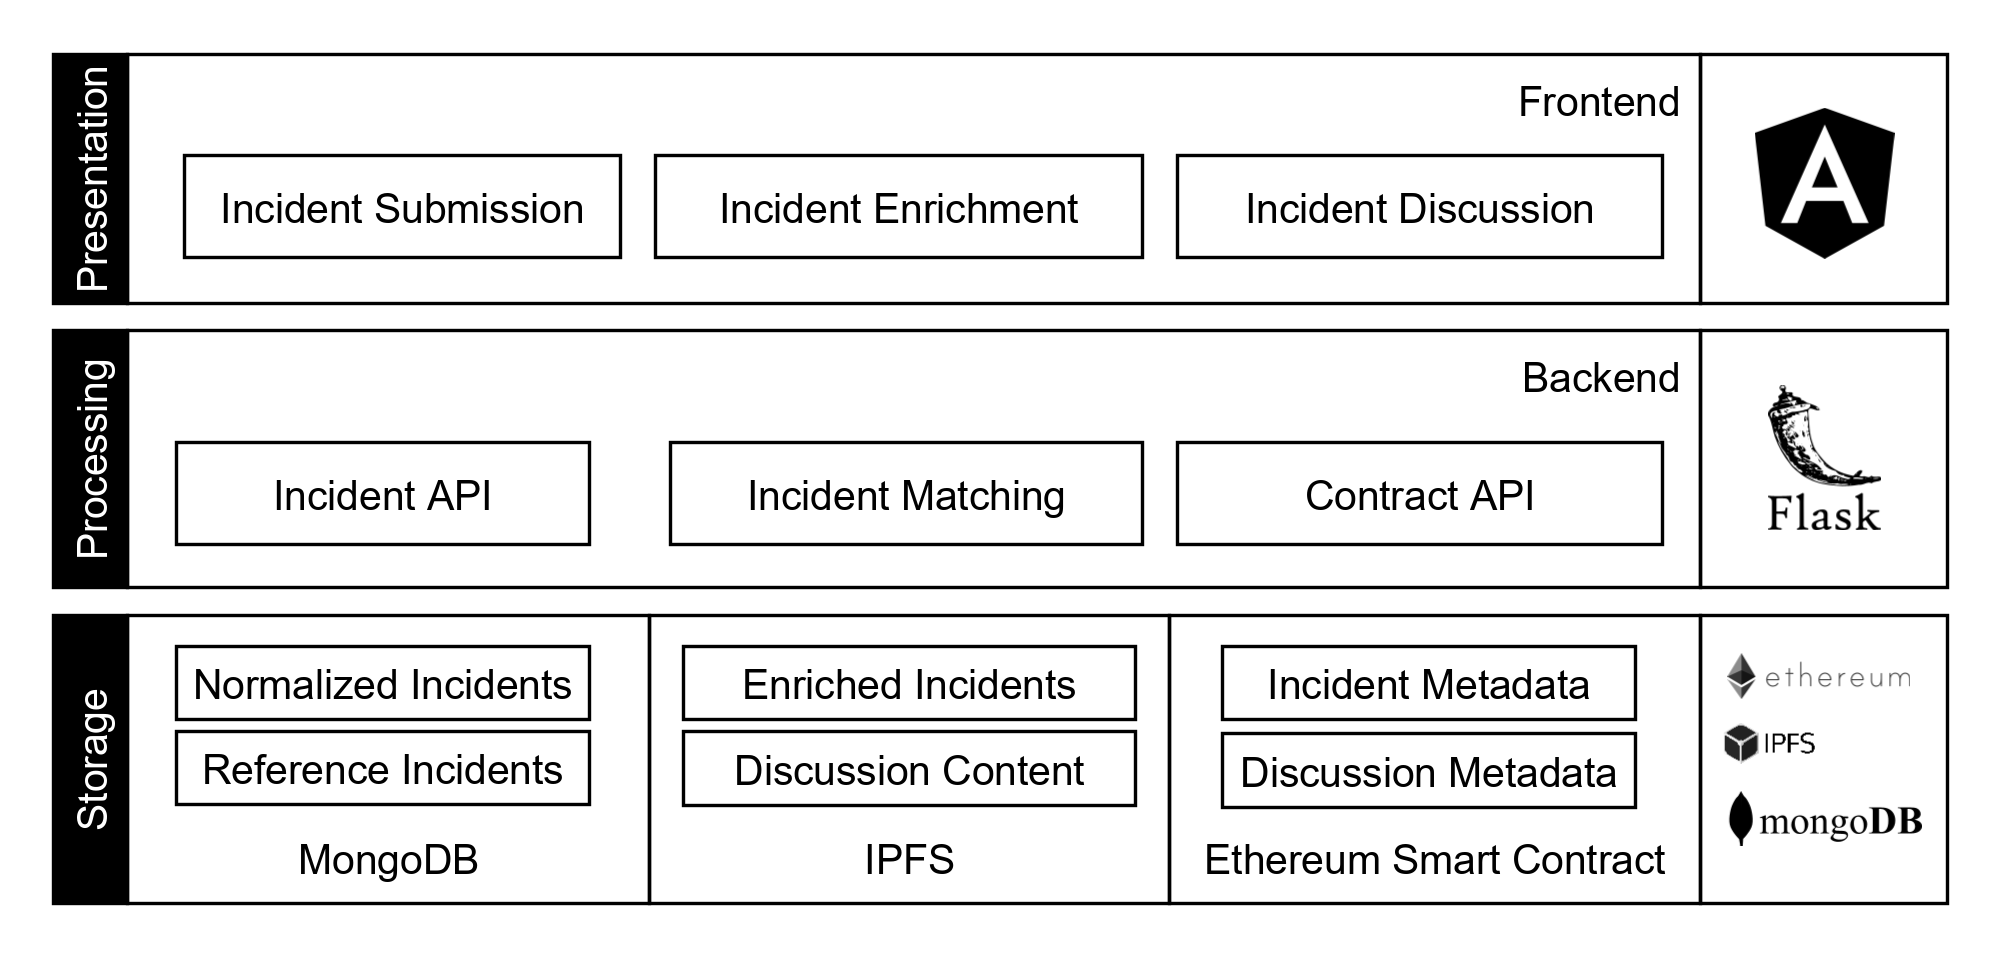 Presentation
Frontend
Incident Submission
Incident Enrichment
Incident Discussion
A
Processing
Backend
Incident API
Incident Matching
Contract API
Flask
Storage
Normalized Incidents
Reference Incidents
MongoDB
Enriched Incidents
Discussion Content
IPFS
Incident Metadata
Discussion Metadata
Ethereum Smart Contract
ethereum
IPFS
mongoDB